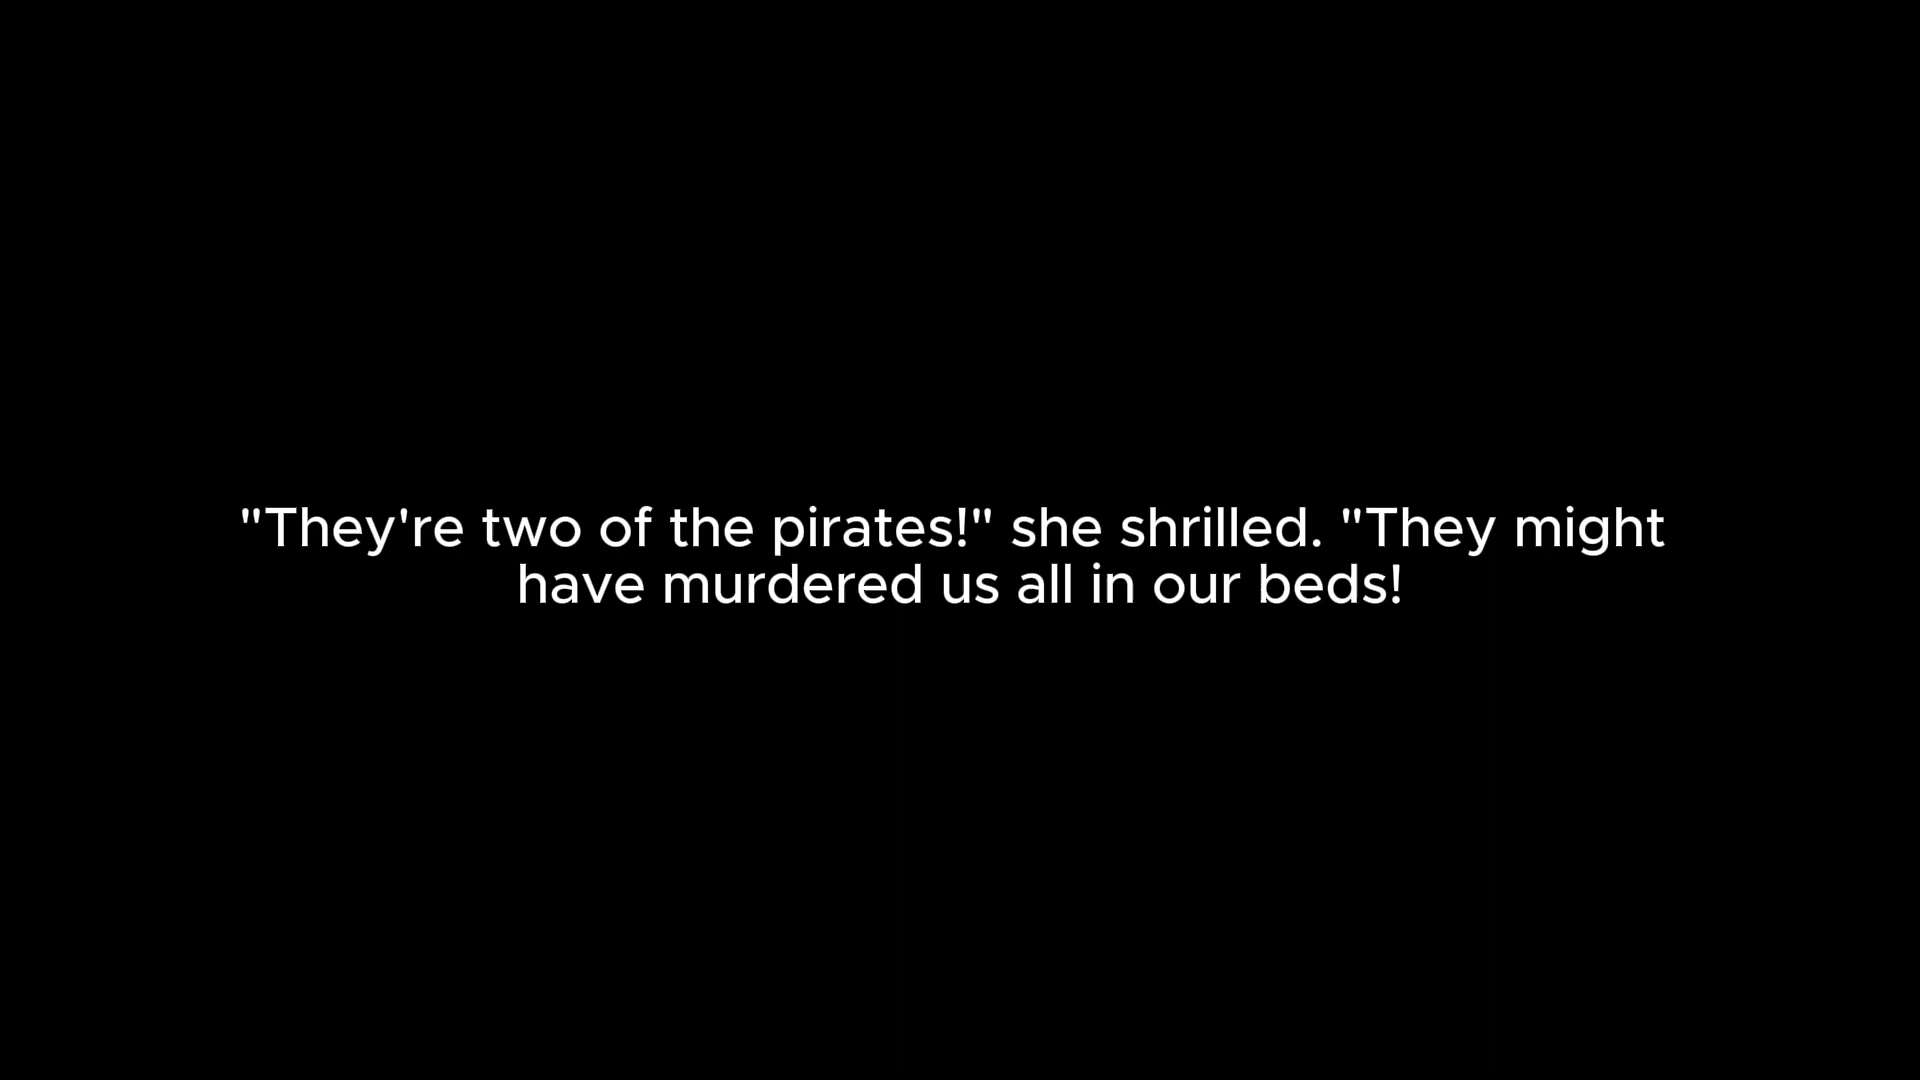 "They're two of the pirates!" she shrilled. "They might
have murdered us all in our beds!